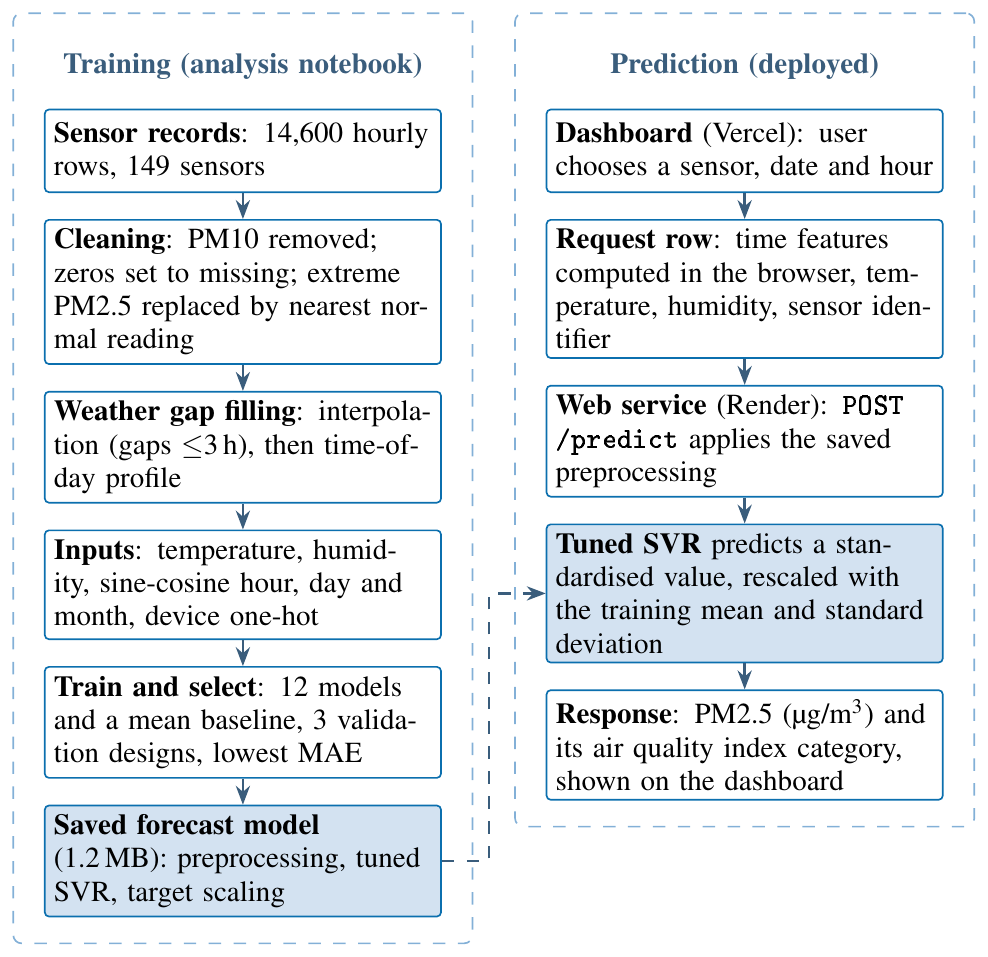 Training (analysis notebook)
Sensor records: 14,600 hourly
rows, 149 sensors
Cleaning: PM10 removed;
zeros set to missing; extreme
PM2.5 replaced by nearest nor-
mal reading
Weather gap filling: interpola-
tion (gaps ≤3 h), then time-of-
day profile
Inputs: temperature, humid-
ity, sine-cosine hour, day and
month, device one-hot
Train and select: 12 models
and a mean baseline, 3 valida-
tion designs, lowest MAE
Saved forecast model
(1.2 MB): preprocessing, tuned
SVR, target scaling
Prediction (deployed)
Dashboard (Vercel): user
chooses a sensor, date and hour
Request row: time features
computed in the browser, tem-
perature, humidity, sensor iden-
tifier
Web service (Render): POST
/predict applies the saved
preprocessing
Tuned SVR predicts a stan-
dardised value, rescaled with
the training mean and standard
deviation
Response: PM2.5 (µg/m³) and
its air quality index category,
shown on the dashboard